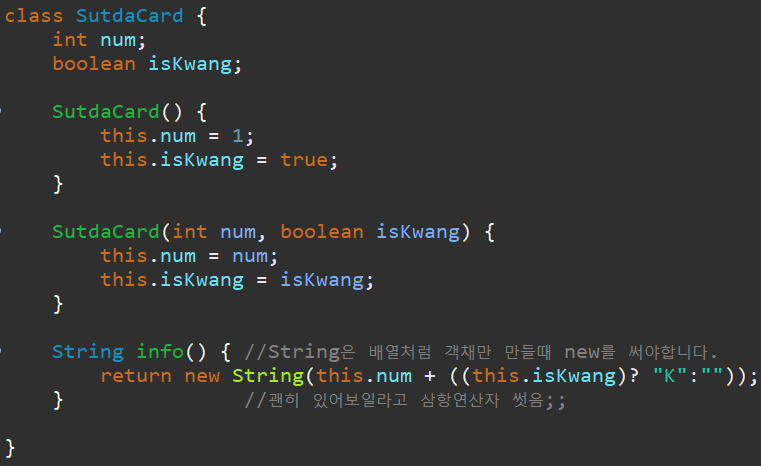 class SutdaCard {
int num;
boolean isKwang;
SutdaCard() {
this.num = 1;
this.isKwang = true;
}
SutdaCard(int num, boolean isKwang) {
this.num = num;
this.isKwang = isKwang;
}
String info() { //String은 배열처럼 객채만 만들때 new를 써야합니다.
return new String(this.num + ((this.isKwang)? "K":""));
} //괜히 있어보일라고 삼항연산자 썻음;;
}